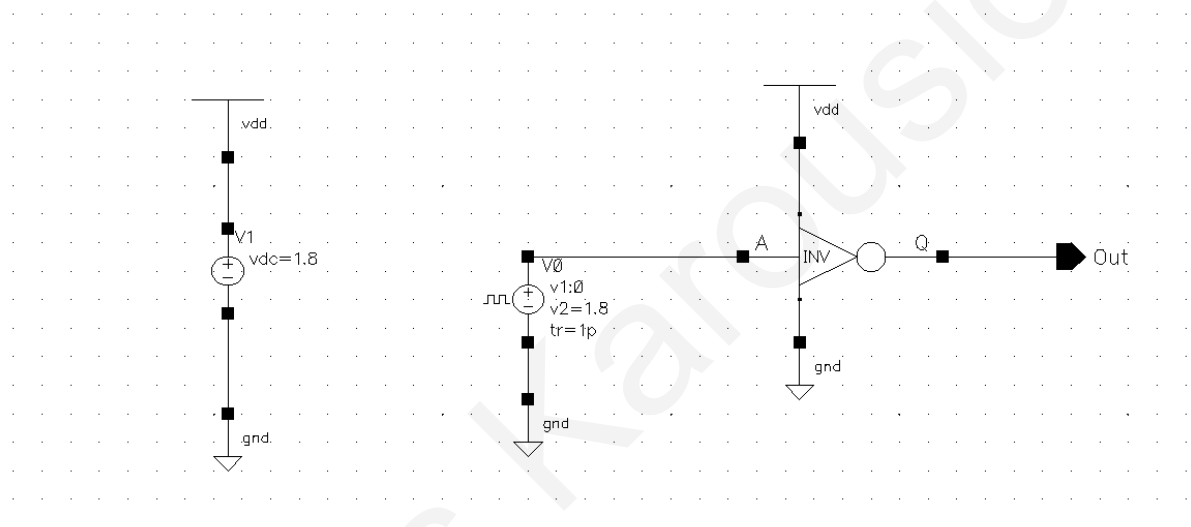 vdd
V1
vdc=1.8
gnd
V0
v1:0
v2=1.8
tr=1p
gnd
vdd
A
INV
Q
Out
gnd
Karousic